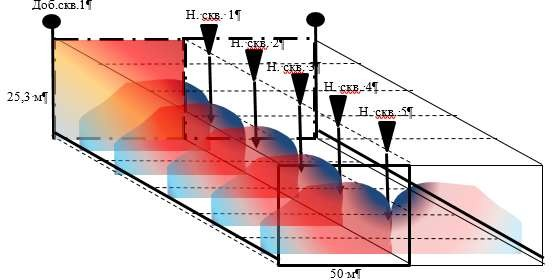 Доб.скв.1¶
Н. скв. 1¶
Н. скв. 2¶
Н. скв. 3¶
Н. скв. 4¶
Н. скв. 5¶
25,3 м¶
50 м¶